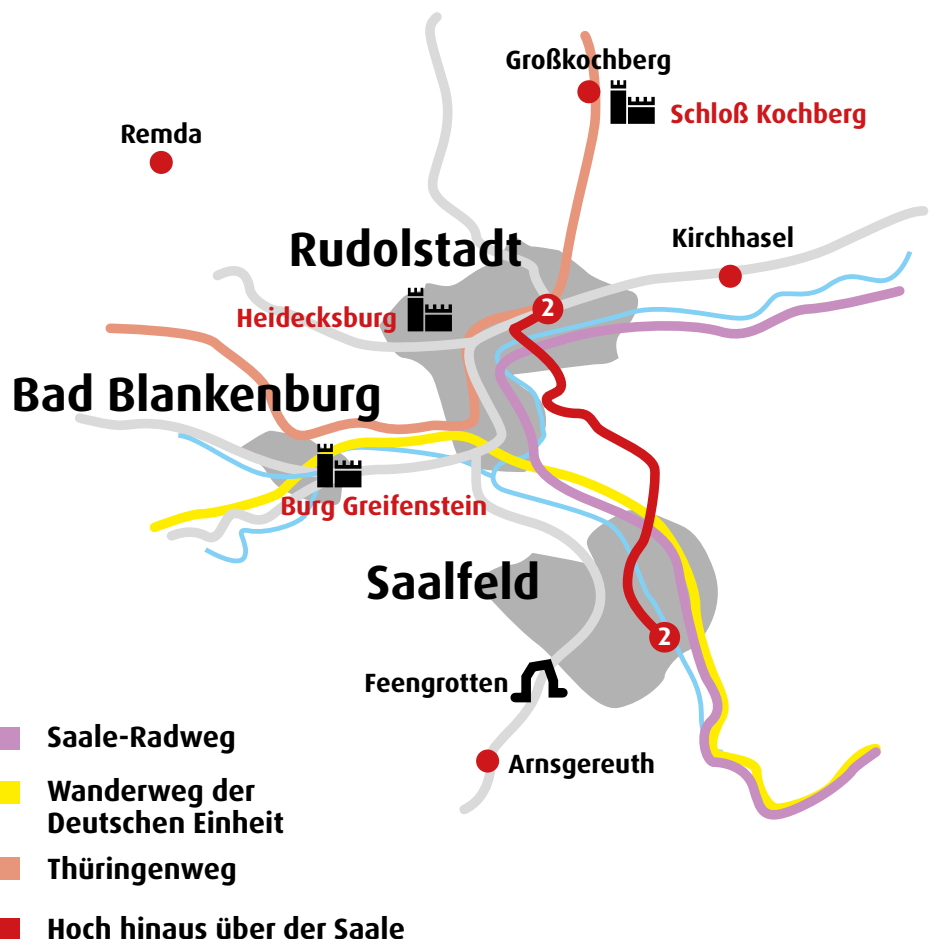 Großkochberg
Schloß Kochberg
Remda
Kirchhasel
Rudolstadt
2
Heidecksburg
Bad Blankenburg
Burg Greifenstein
Saalfeld
2
Feengrotten
Arnsgereuth
Saale-Radweg
Wanderweg der
Deutschen Einheit
Thüringenweg
Hoch hinaus über der Saale